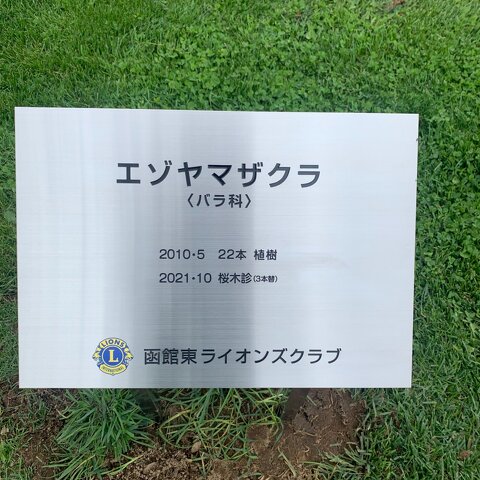 エゾヤマザクラ
〈バラ科〉
2010・5 22本 植樹
2021・10 桜木診(3本替)
LIONS
L
INTERNATIONAL
函館東ライオンズクラブ